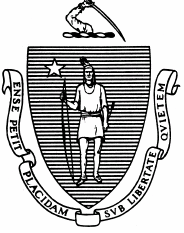 ENSE PETIT
PLACIDAM
SVB LIBERTATE
QVIETEM